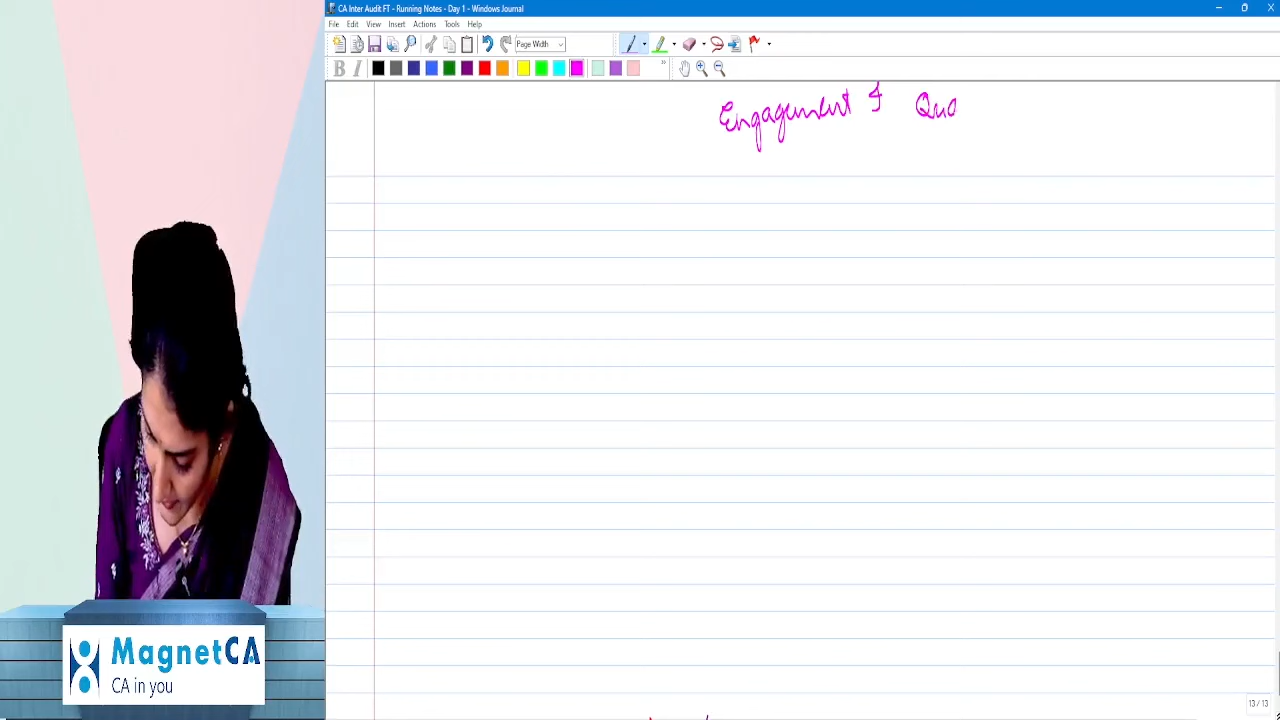 CA Inter Audit FT - Running Notes - Day 1 - Windows Journal
File Edit View Insert Actions Tools Help
Page Width
B I
Engagement & Qua
13 / 13
MagnetCA
CA in you